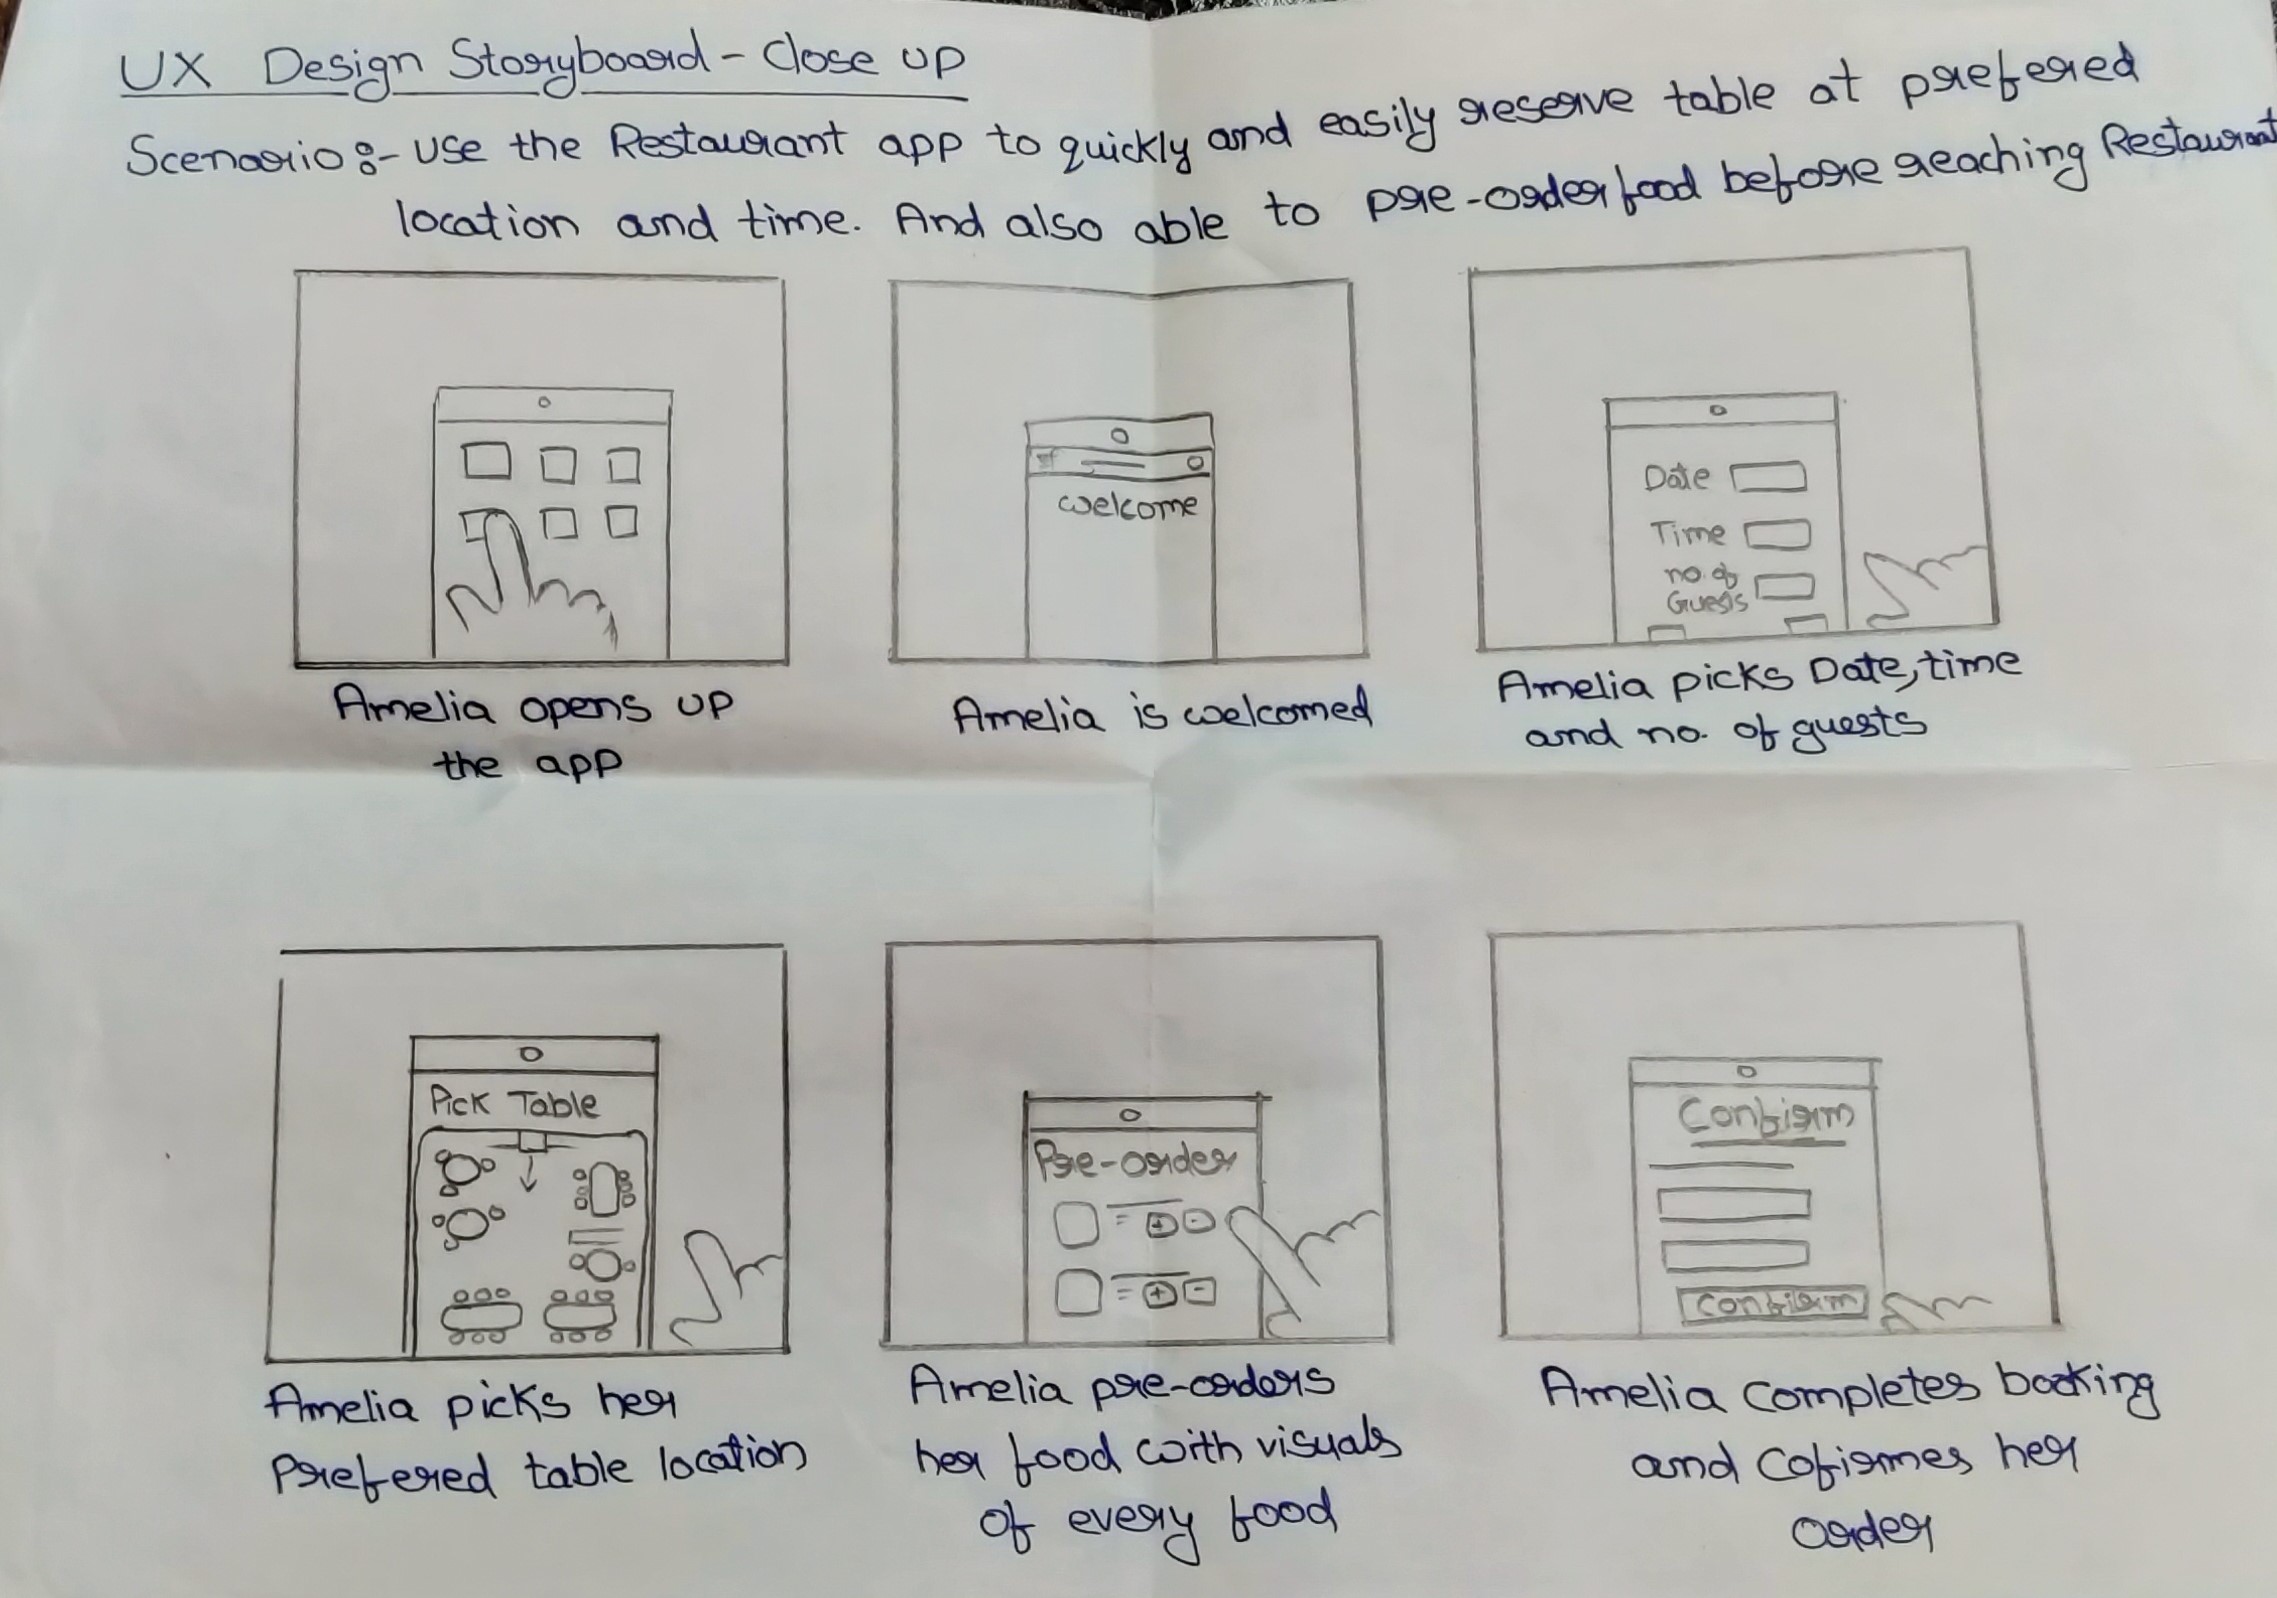 UX Design Storyboard - Close up
Scenario:- Use the Restaurant app to quickly and easily reserve table at prefered
location and time. And also able to pre-order food before reaching Restaurant
Amelia opens up
the app
welcome
Amelia is welcomed
Date
Time
no. of
Guests
Amelia picks Date, time
and no. of guests
Pick Table
Amelia picks her
Prefered table location
Pre-order
+ -
+ -
Amelia pre-orders
her food with visuals
of every food
Confirm
Confirm
Amelia completes booking
and Cofirmes her
order